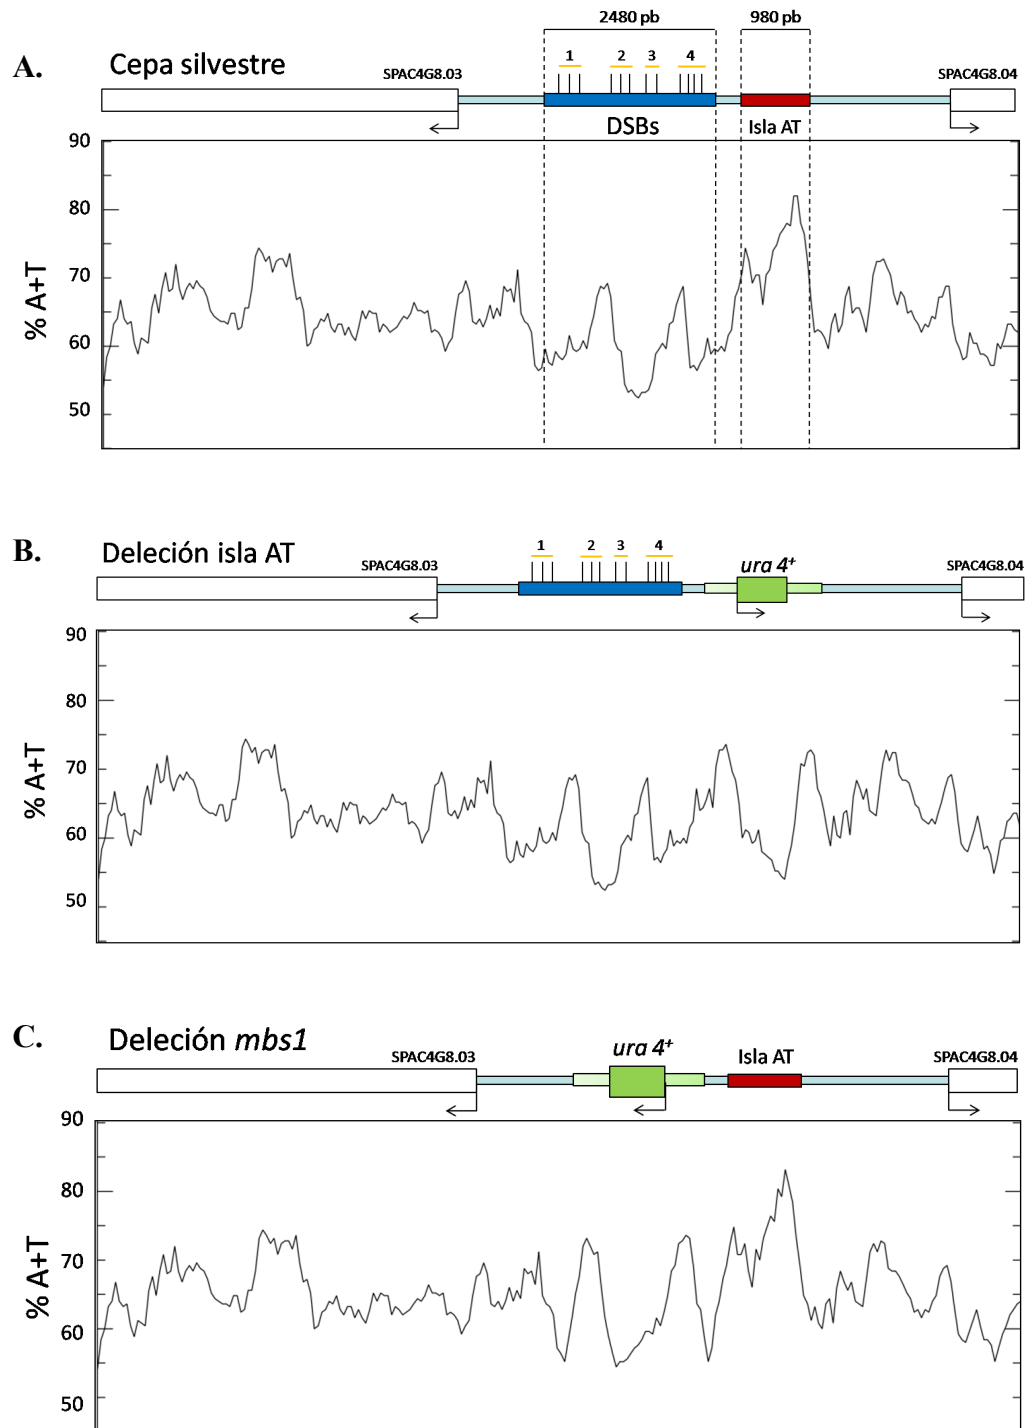 2480 pb 980 pb
A. Cepa silvestre
SPAC4G8.03 1 2 3 4 SPAC4G8.04
DSBs Isla AT
90
80
70
60
50
% A+T
B. Deleción isla AT
SPAC4G8.03 1 2 3 4 ura 4+ SPAC4G8.04
90
80
70
60
50
% A+T
C. Deleción mbs1
SPAC4G8.03 ura 4+ Isla AT SPAC4G8.04
90
80
70
60
50
% A+T